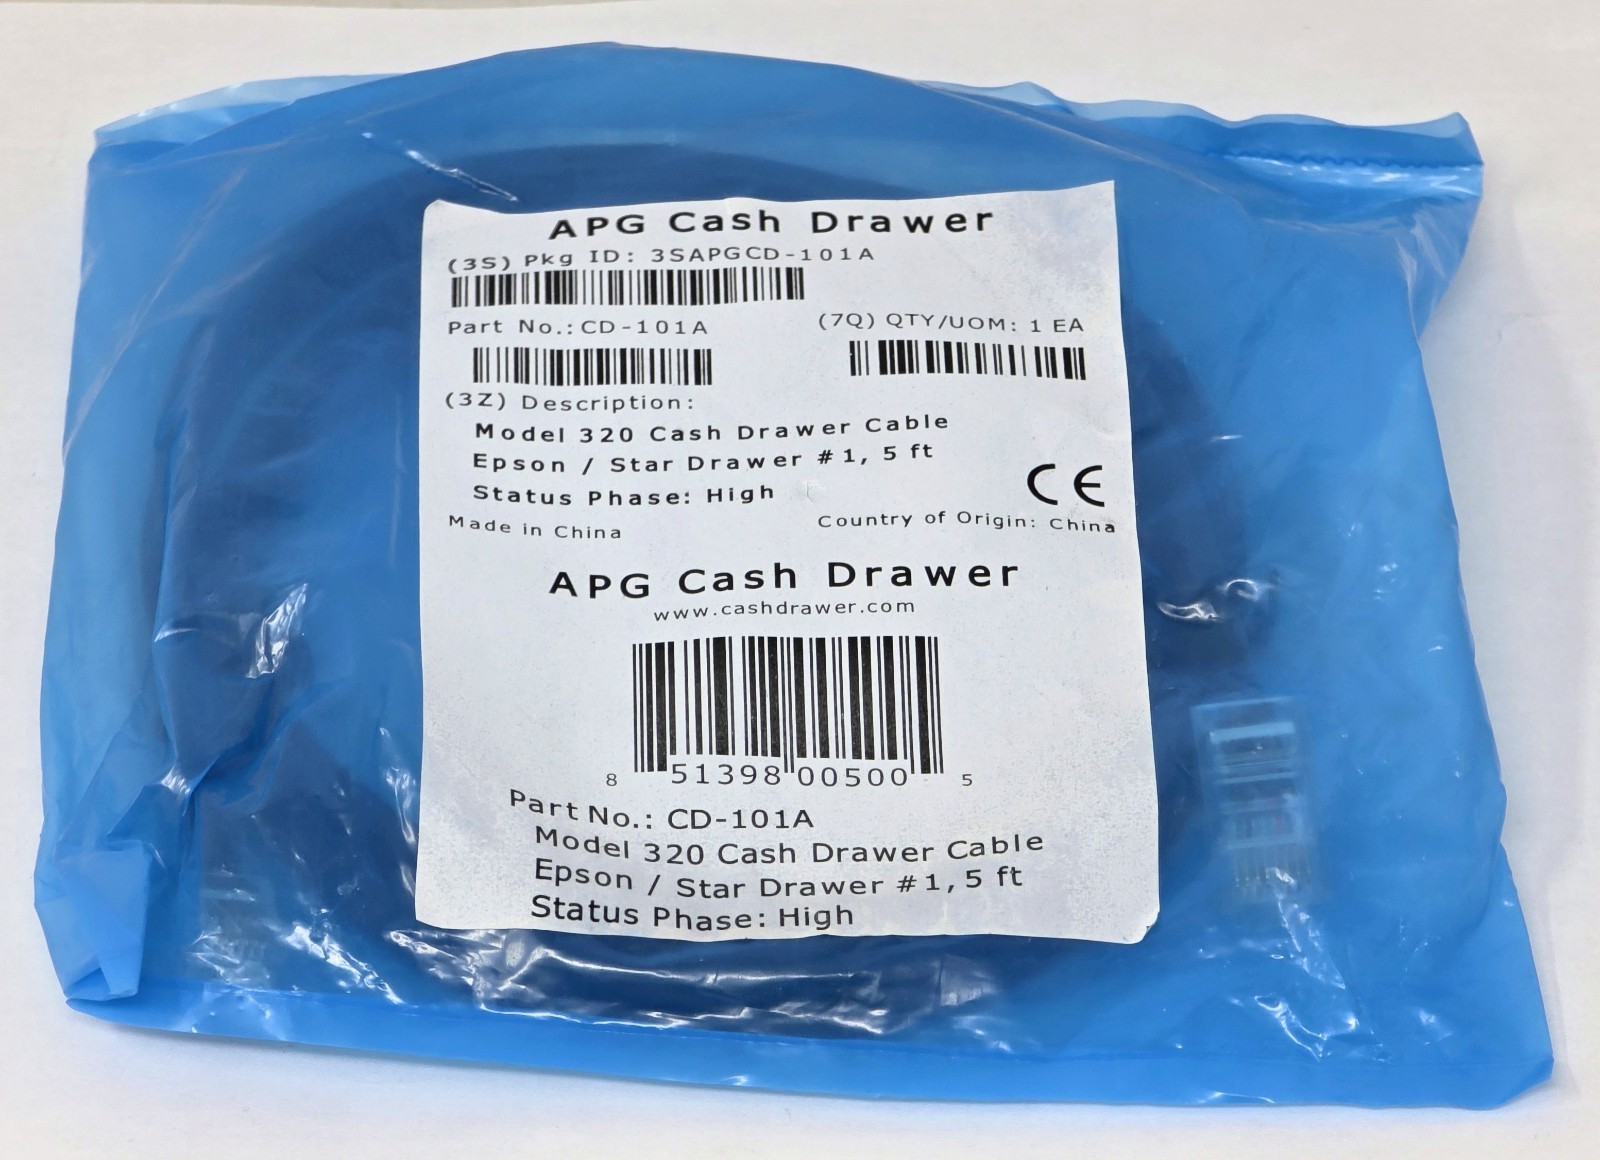 APG Cash Drawer
(3S) Pkg ID: 3SAPGCD-101A
Part No.: CD-101A
(7Q) QTY/UOM: 1 EA
(3Z) Description:
Model 320 Cash Drawer Cable
Epson / Star Drawer #1, 5 ft
Status Phase: High
CE
Made in China
Country of Origin: China
APG Cash Drawer
www.cashdrawer.com
8 51398 00500 5
Part No.: CD-101A
Model 320 Cash Drawer Cable
Epson / Star Drawer #1, 5 ft
Status Phase: High